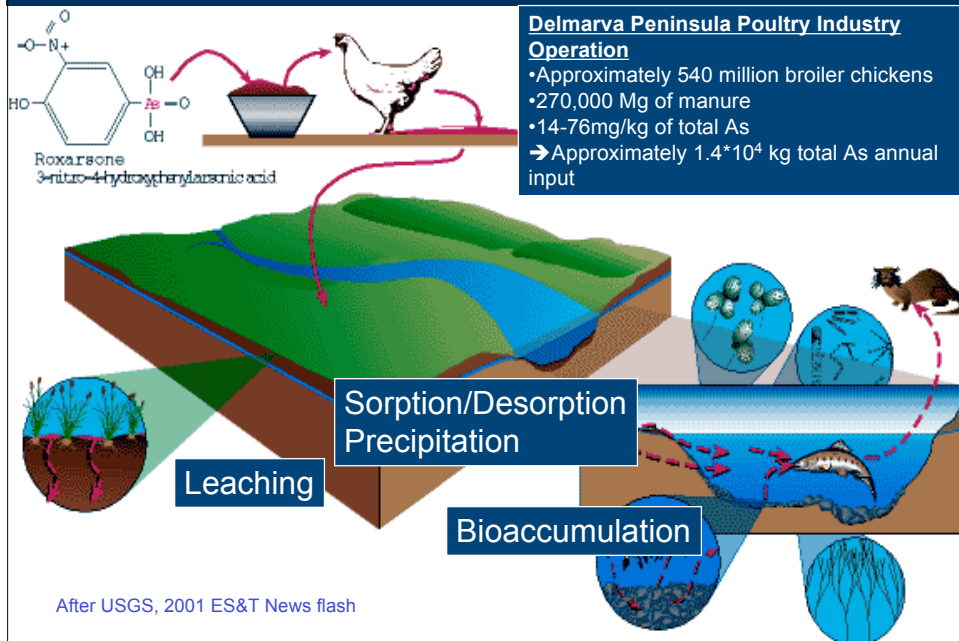 Delmarva Peninsula Poultry Industry
Operation
•Approximately 540 million broiler chickens
•270,000 Mg of manure
•14-76mg/kg of total As
➔Approximately 1.4*10⁴ kg total As annual
input
O
-O-N+
O
OH
HO
As
O
OH
Roxarsone
3-nitro-4-hydroxyphenylarsonic acid
Sorption/Desorption
Precipitation
Leaching
Bioaccumulation
After USGS, 2001 ES&T News flash